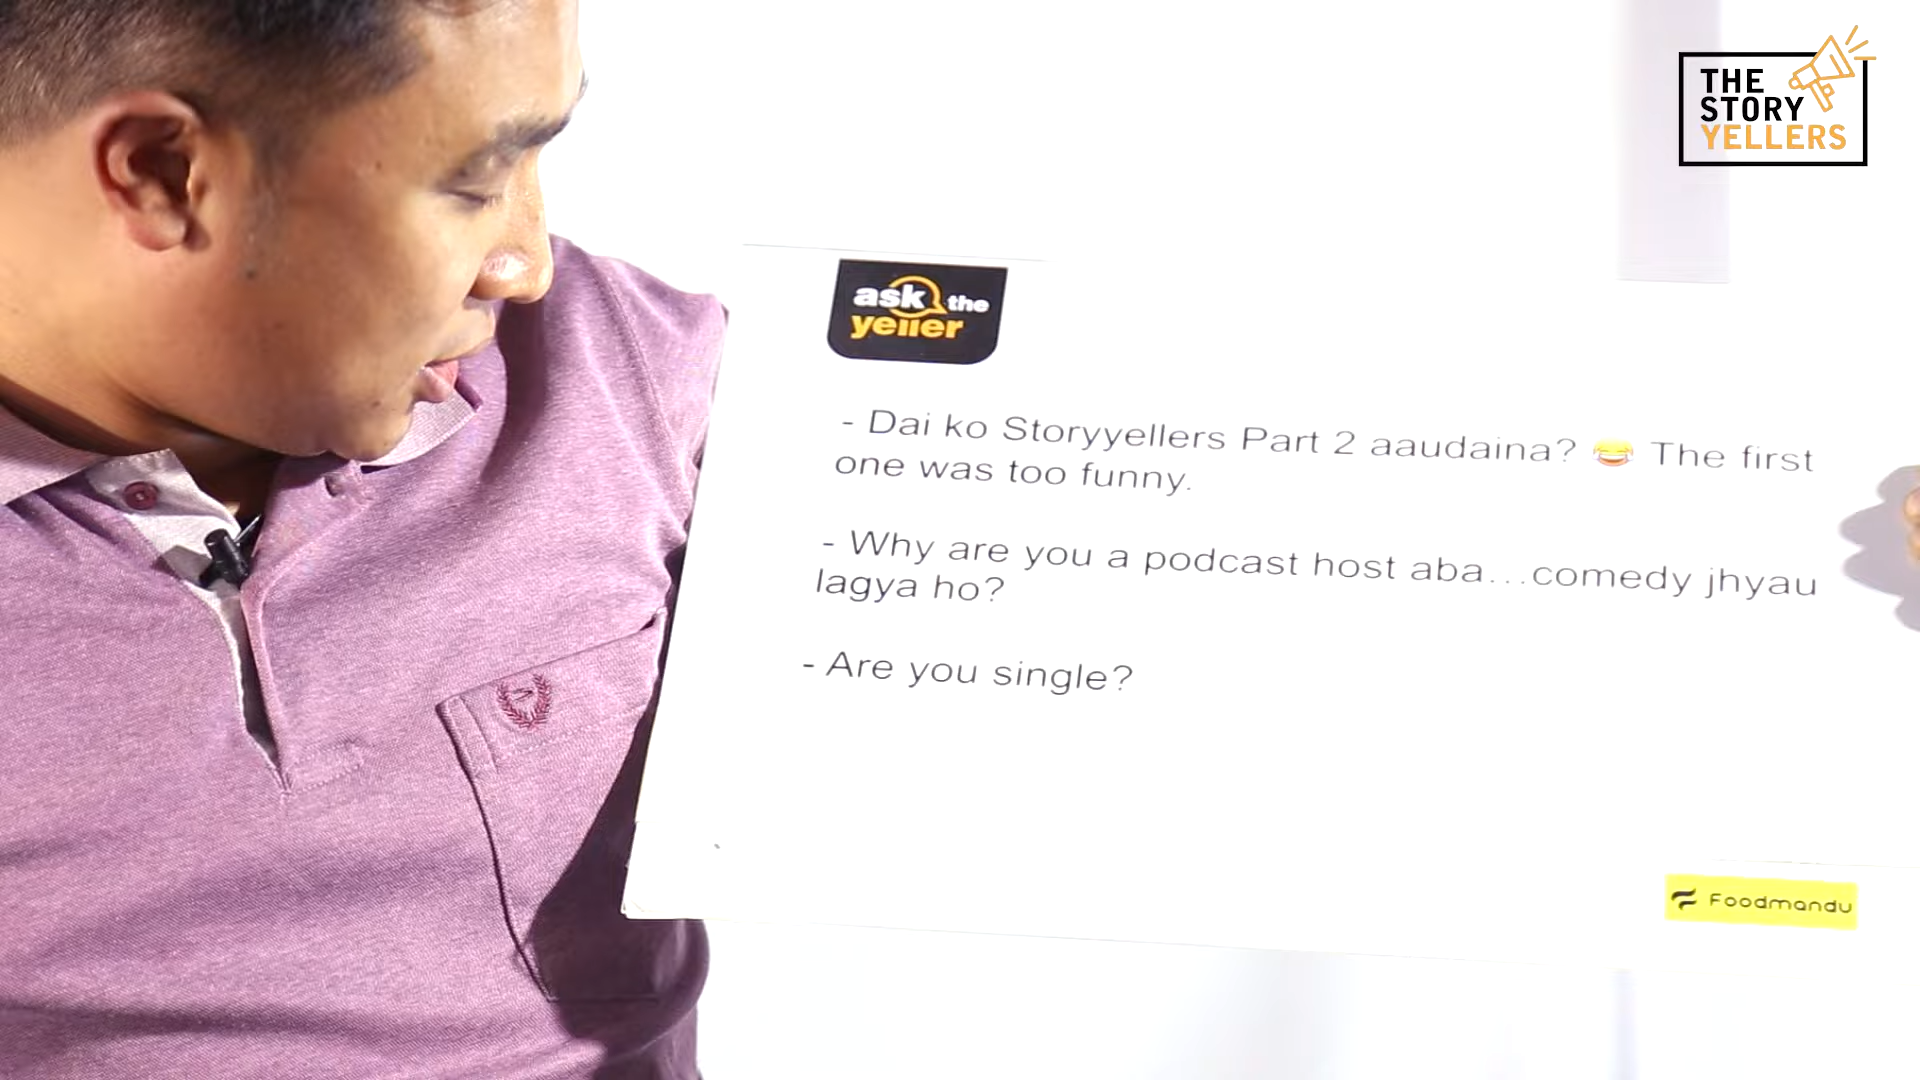 THE
STORY
YELLERS
ask the
yeller
- Dai ko Storyyellers Part 2 aaudaina? 😂 The first
one was too funny.
- Why are you a podcast host aba...comedy jhyau
lagya ho?
- Are you single?
Foodmandu